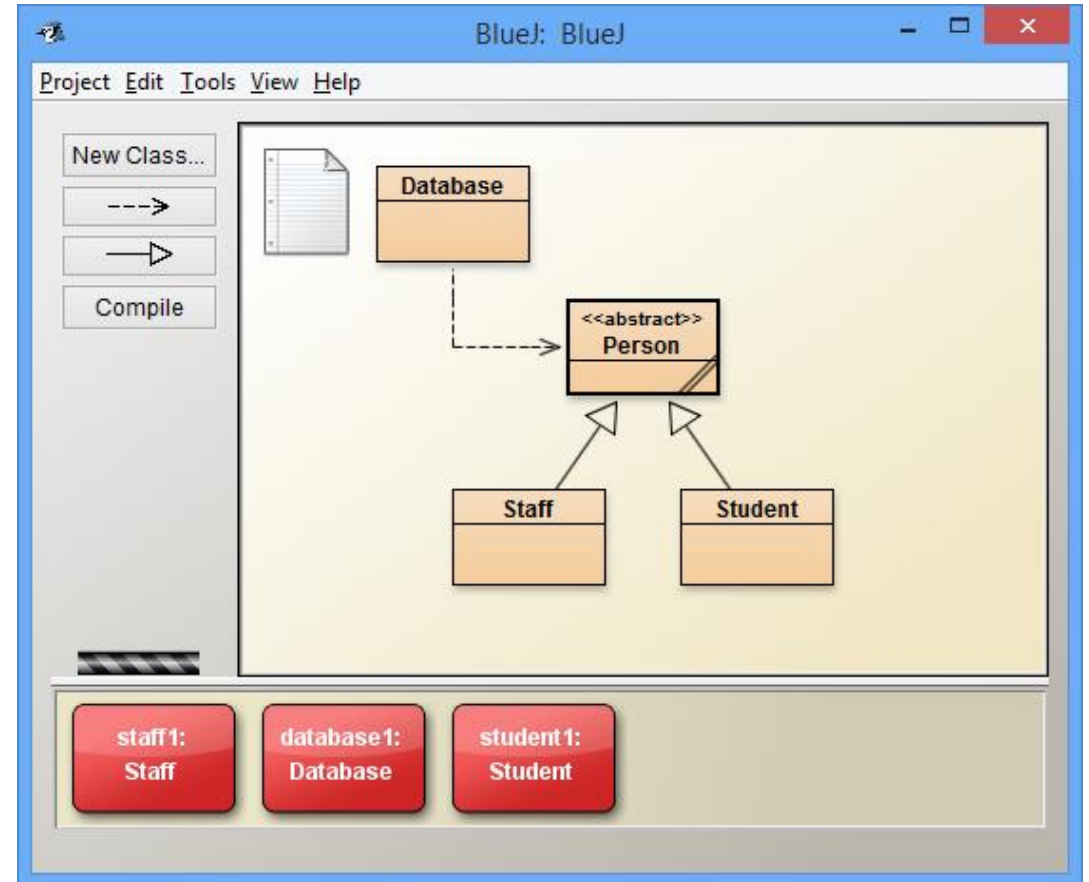 BlueJ: BlueJ
Project Edit Tools View Help
New Class...
Compile
Database
<<abstract>>
Person
Staff
Student
staff1:
Staff
database1:
Database
student1:
Student